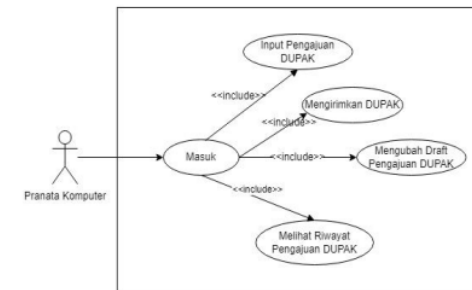 Input Pengajuan
DUPAK
<<include>>
Mengirimkan DUPAK
<<include>>
Masuk
<<include>>
Mengubah Draft
Pengajuan DUPAK
<<include>>
Pranata Komputer
Melihat Riwayat
Pengajuan DUPAK